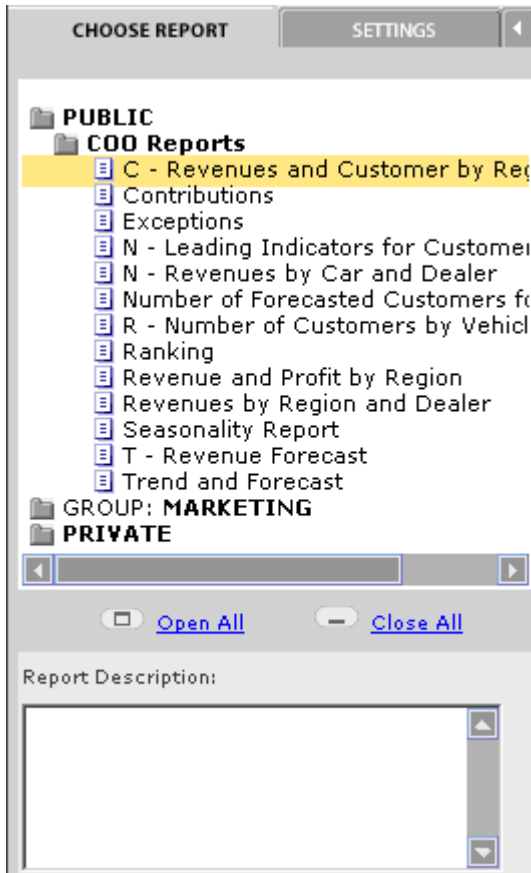 CHOOSE REPORT
SETTINGS
PUBLIC
COO Reports
C - Revenues and Customer by Reg
Contributions
Exceptions
N - Leading Indicators for Customer
N - Revenues by Car and Dealer
Number of Forecasted Customers fo
R - Number of Customers by Vehicl
Ranking
Revenue and Profit by Region
Revenues by Region and Dealer
Seasonality Report
T - Revenue Forecast
Trend and Forecast
GROUP: MARKETING
PRIVATE
Open All
Close All
Report Description: